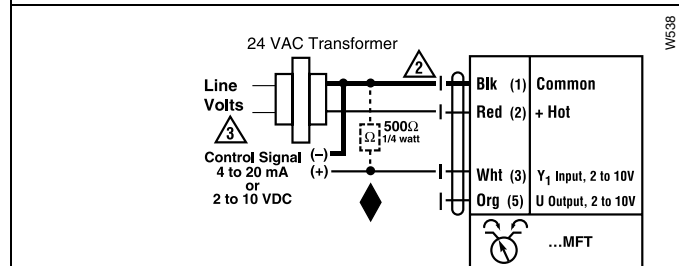 W538
24 VAC Transformer
2
Line
Volts
3
Control Signal (–)
4 to 20 mA (+)
or
2 to 10 VDC
Ω 500Ω
1/4 watt
Blk (1) Common
Red (2) + Hot
Wht (3) Y1 Input, 2 to 10V
Org (5) U Output, 2 to 10V
...MFT